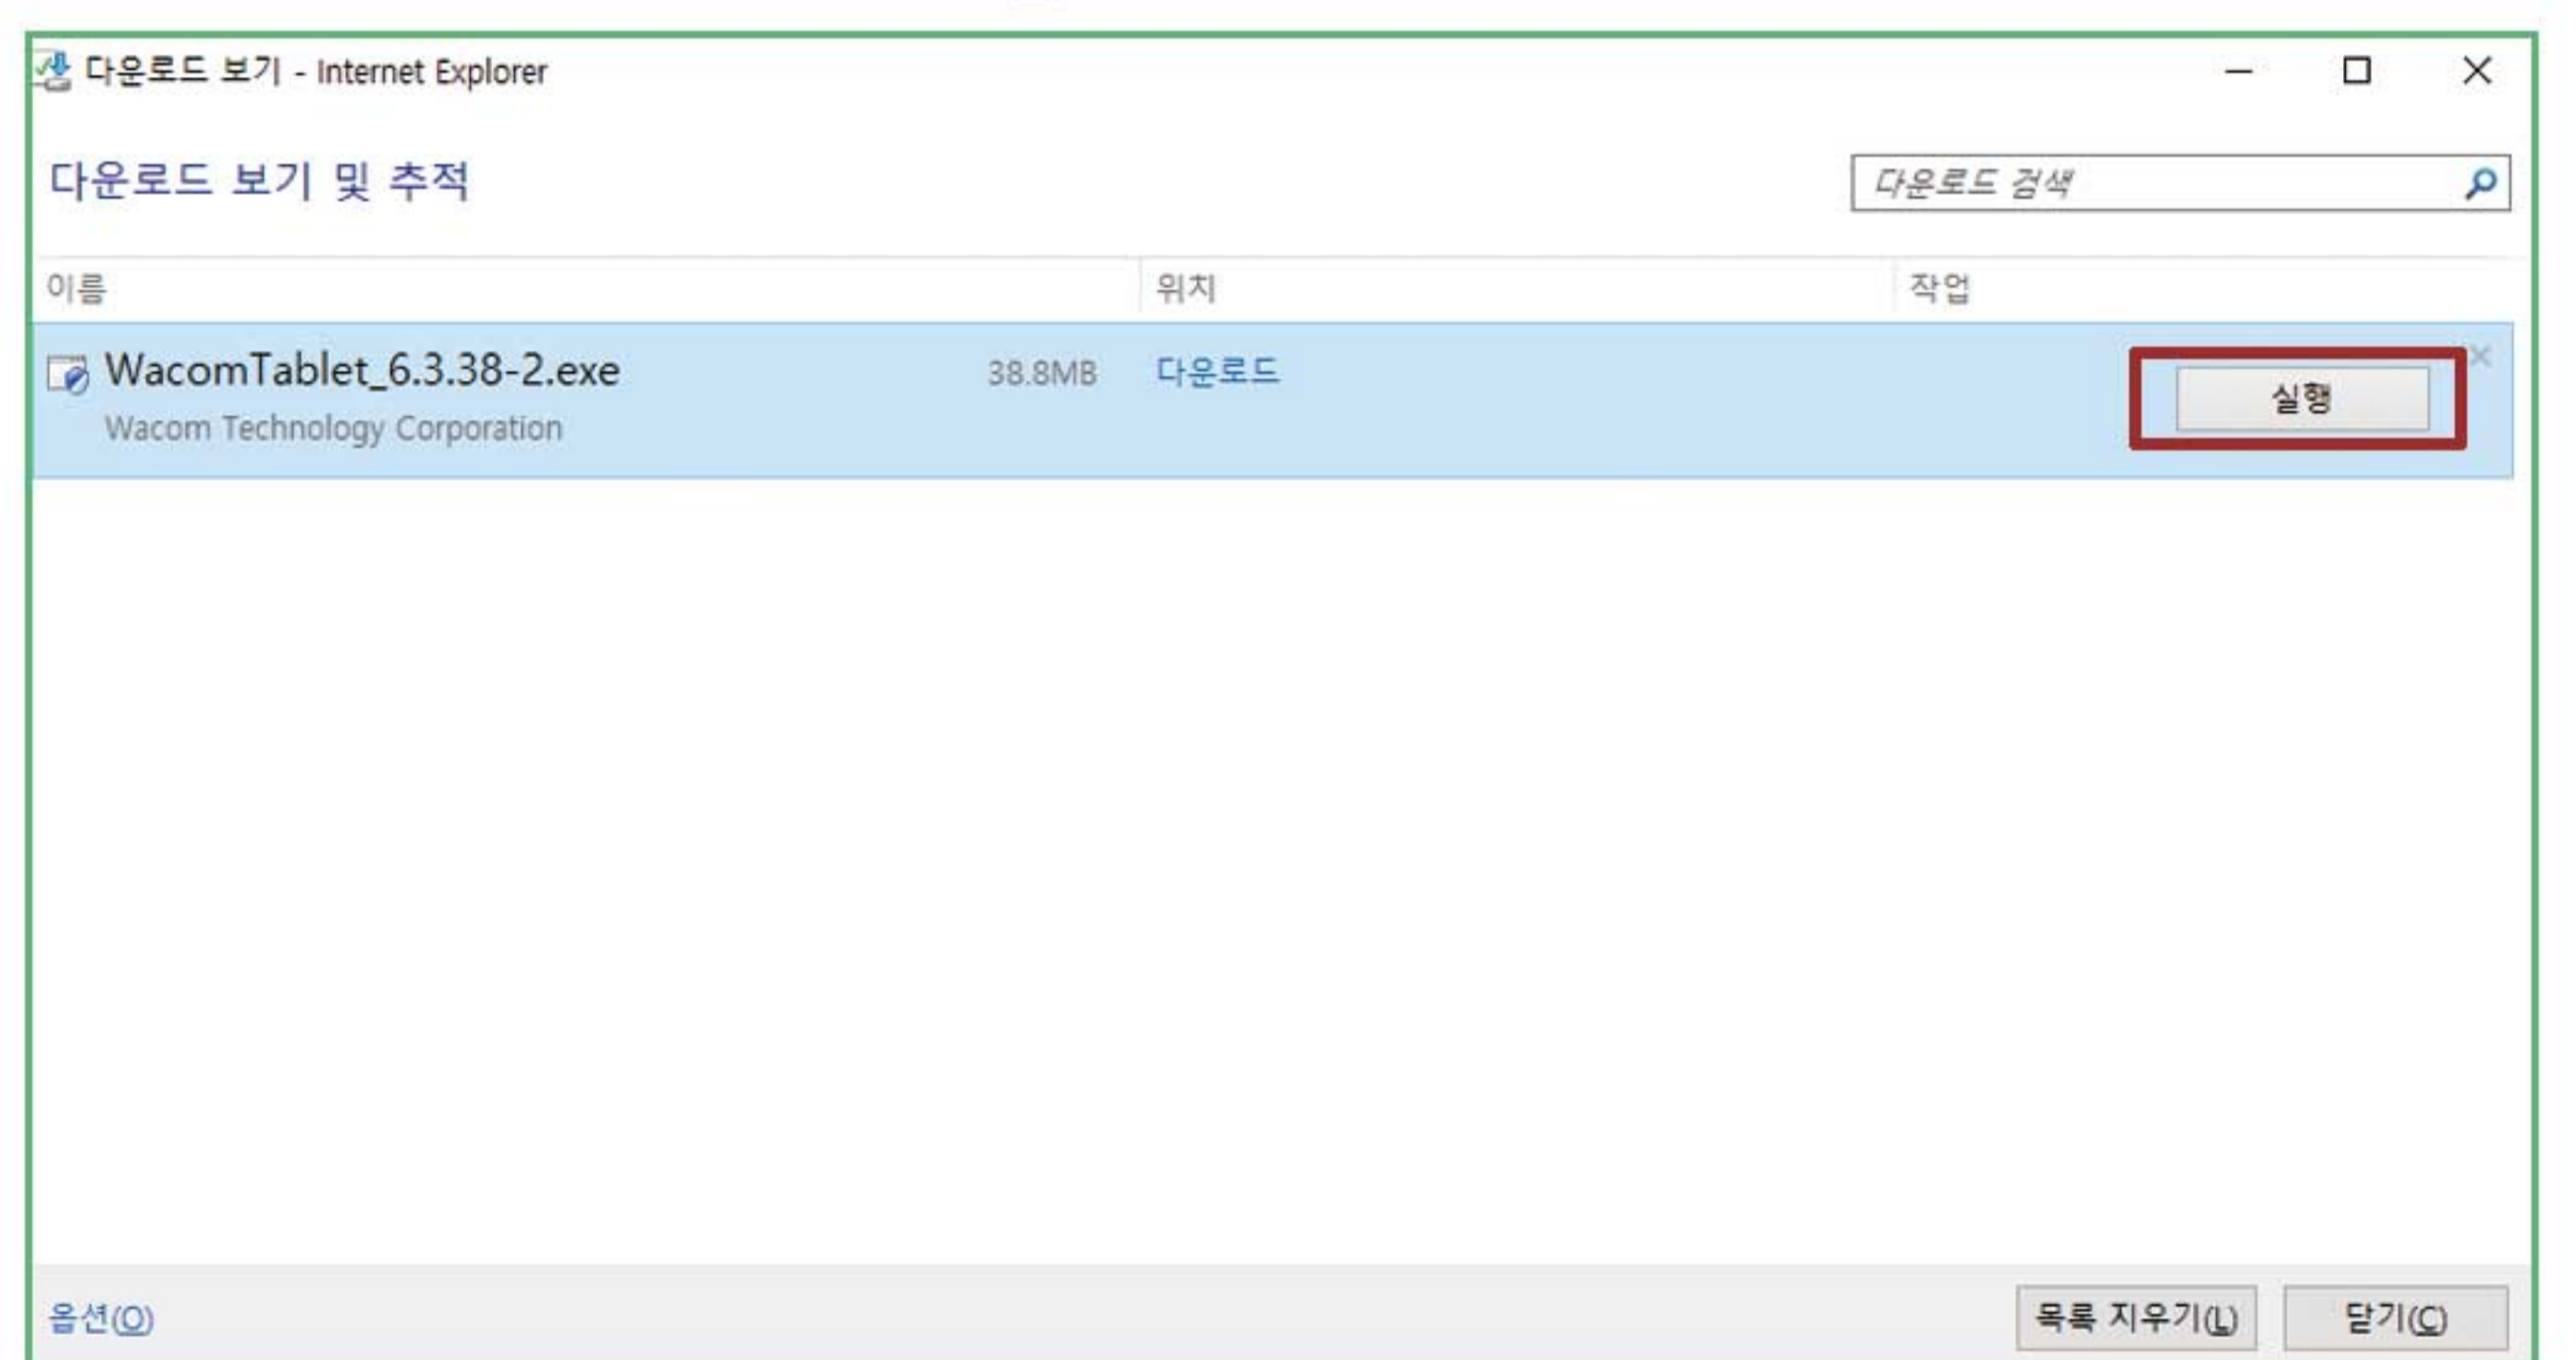 다운로드 보기 - Internet Explorer
다운로드 보기 및 추적
다운로드 검색
이름 위치 작업
WacomTablet_6.3.38-2.exe 38.8MB 다운로드 실행
Wacom Technology Corporation
옵션(O) 목록 지우기(L) 닫기(C)